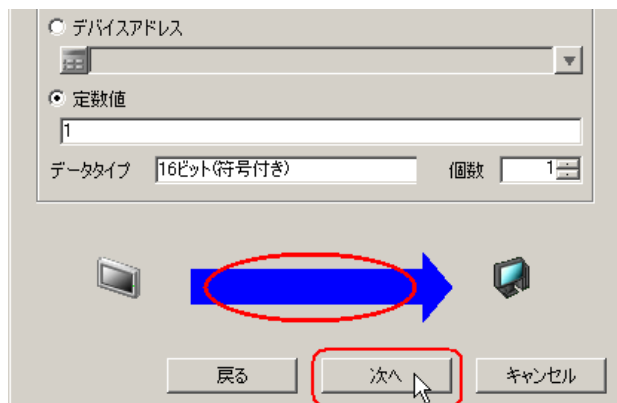 デバイスアドレス
定数値
1
データタイプ 16ビット(符号付き) 個数 1
戻る 次へ キャンセル